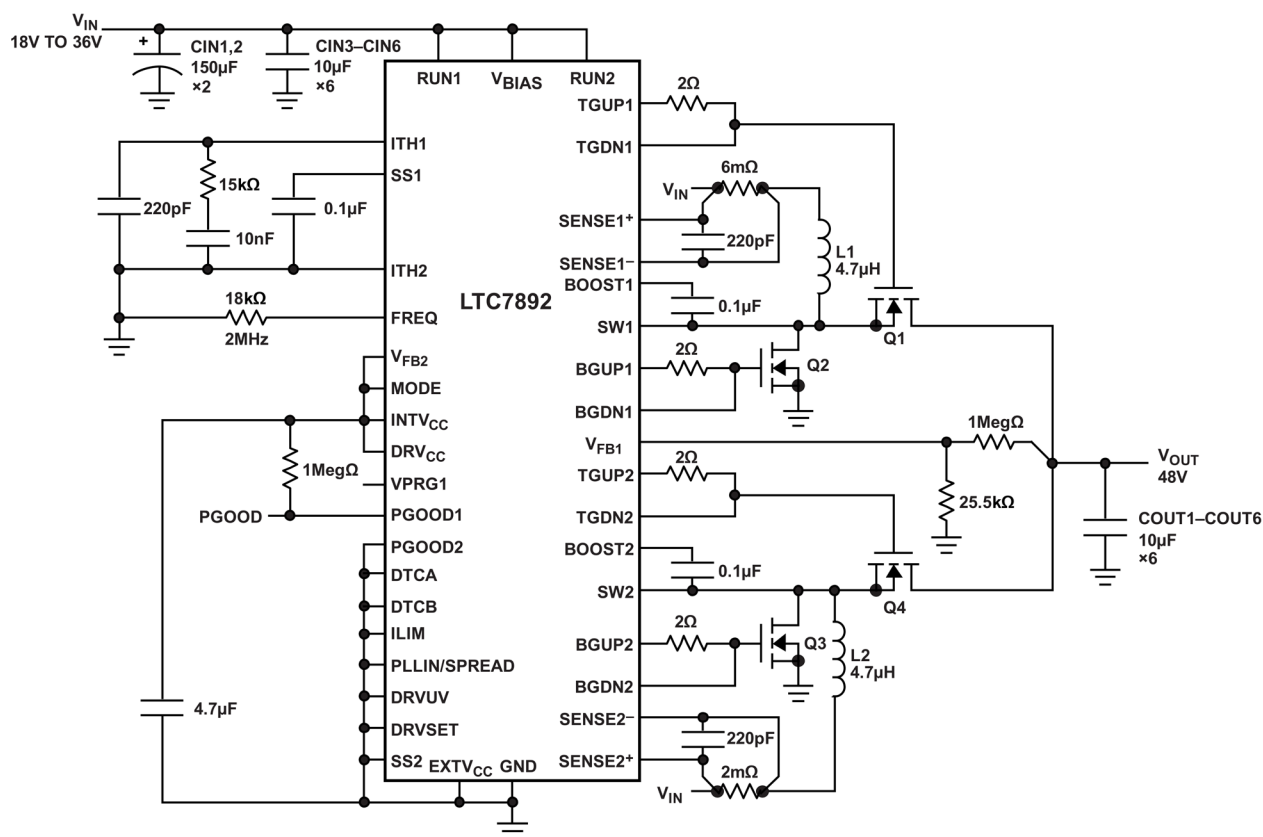 VIN
18V TO 36V
+
CIN1,2
150µF
×2
CIN3–CIN6
10µF
×6
RUN1
VBIAS
RUN2
LTC7892
ITH1
SS1
15kΩ
220pF
0.1µF
10nF
ITH2
18kΩ
FREQ
2MHz
VFB2
MODE
INTVCC
DRVCC
1MegΩ
VPRG1
PGOOD
PGOOD1
PGOOD2
DTCA
DTCB
ILIM
PLLIN/SPREAD
DRVUV
4.7µF
DRVSET
SS2
EXTVCC
GND
TGUP1
2Ω
TGDN1
6mΩ
VIN
SENSE1+
220pF
SENSE1–
L1
4.7µH
BOOST1
0.1µF
SW1
Q1
2Ω
BGUP1
Q2
BGDN1
VFB1
1MegΩ
VOUT
48V
2Ω
TGUP2
25.5kΩ
TGDN2
COUT1–COUT6
10µF
×6
BOOST2
0.1µF
SW2
Q4
2Ω
BGUP2
Q3
L2
4.7µH
BGDN2
SENSE2–
220pF
SENSE2+
2mΩ
VIN